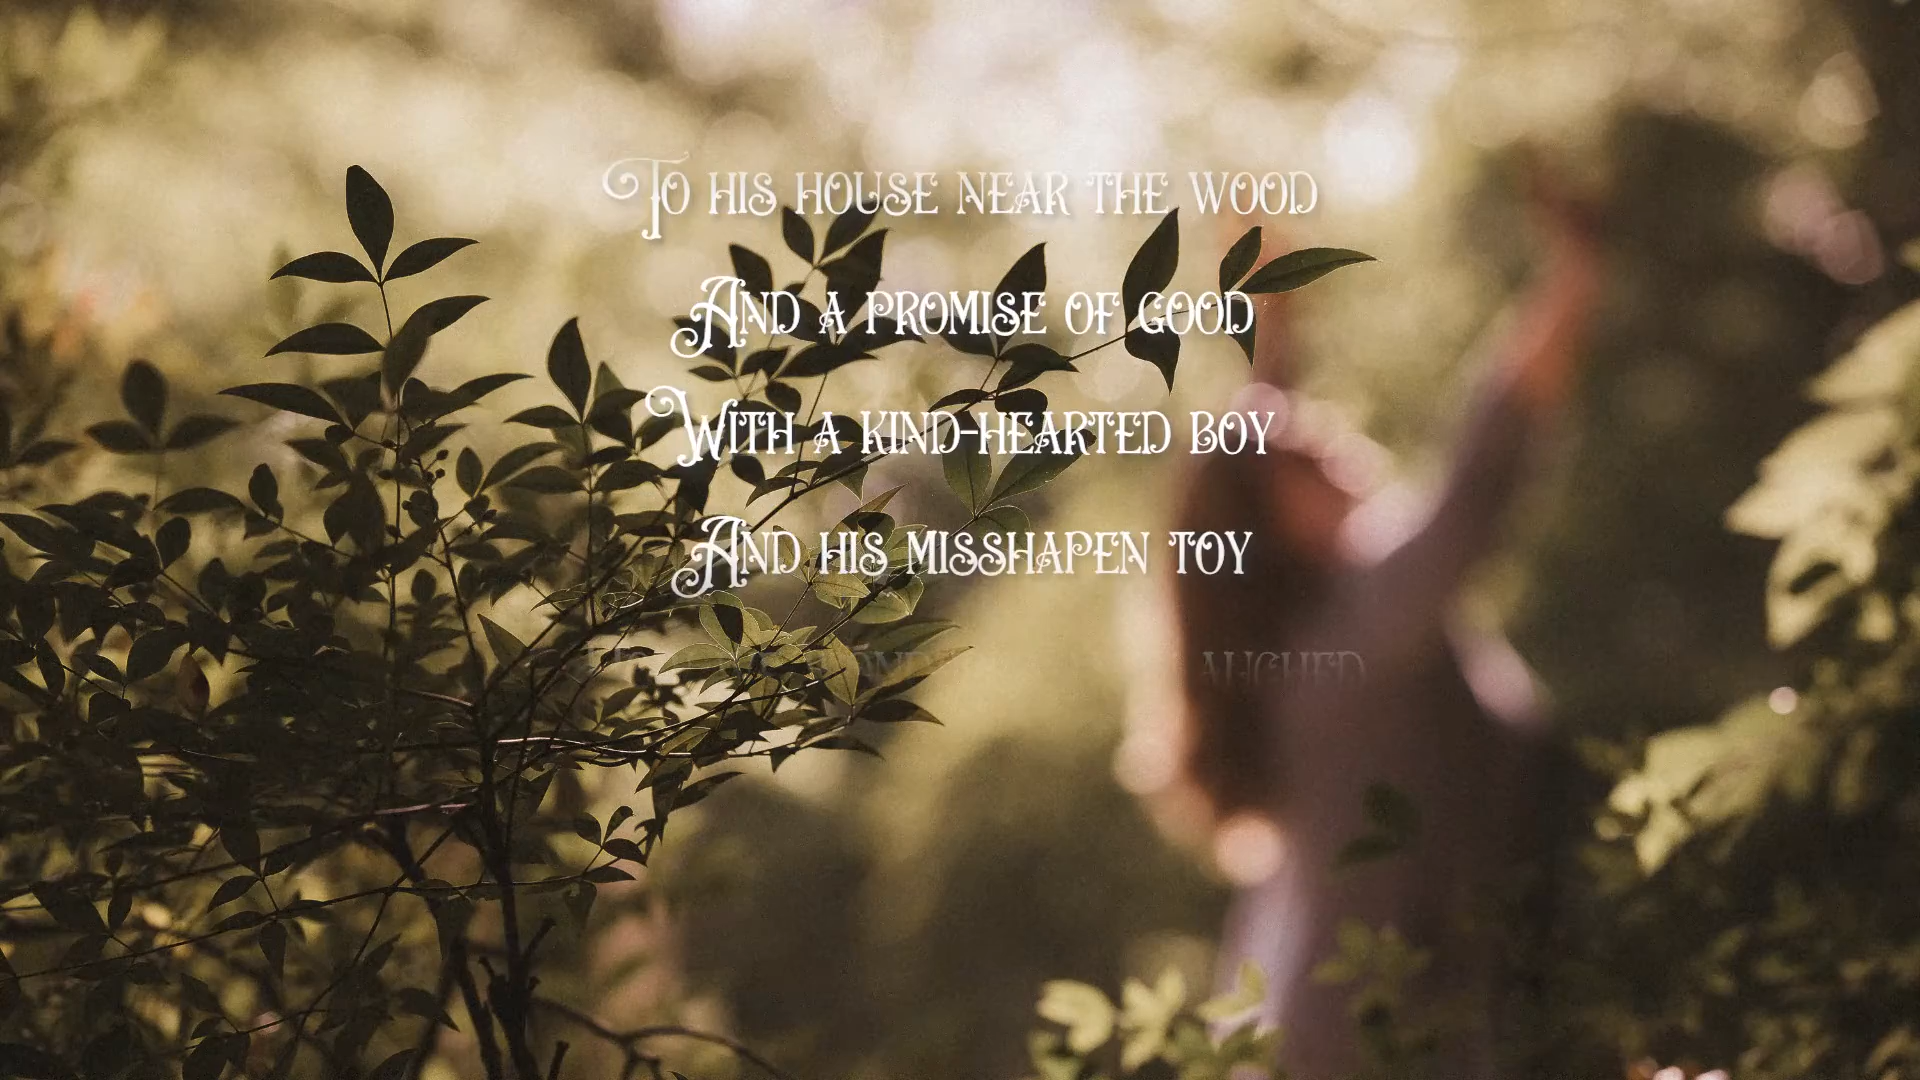 To his house near the wood
And a promise of good
With a kind-hearted boy
And his misshapen toy